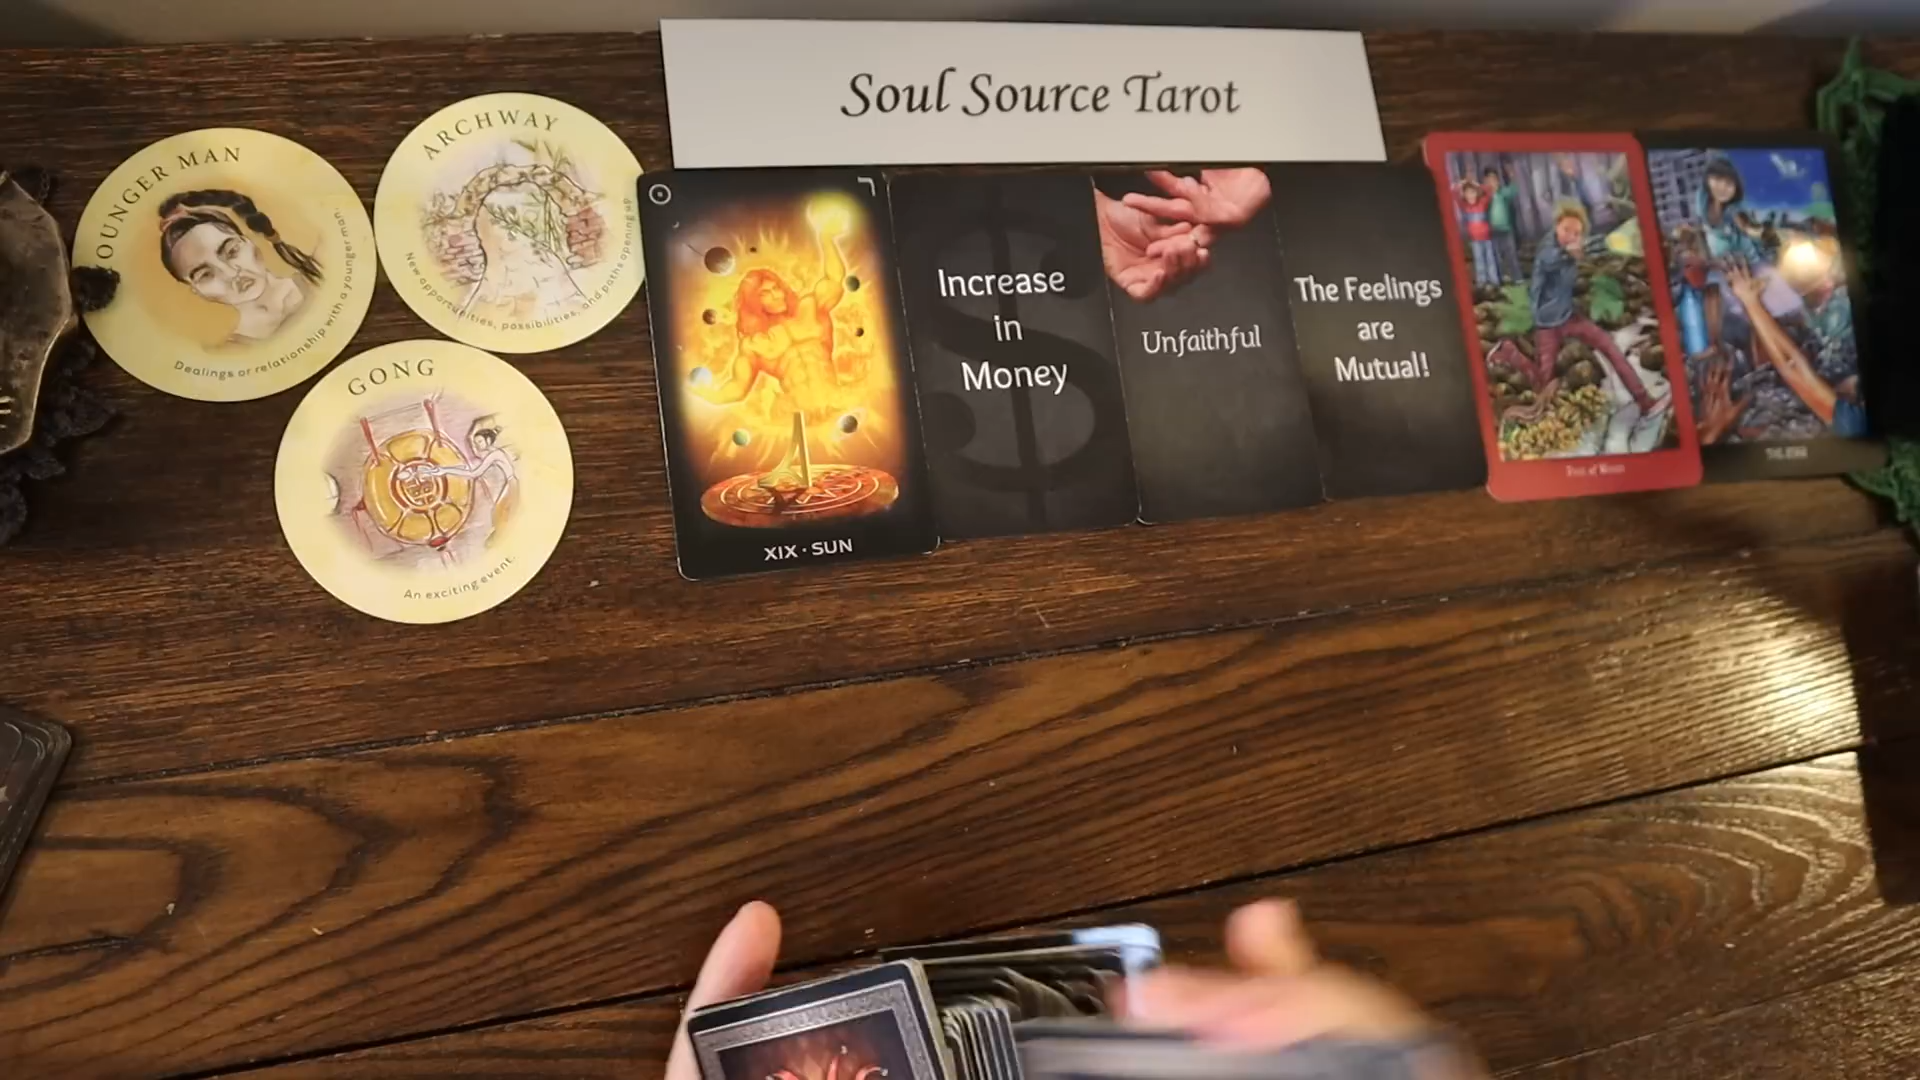 Soul Source Tarot
YOUNGER MAN
Dealings or relationship with a younger man.
ARCHWAY
New opportunities, possibilities, and paths opening up
GONG
An exciting event.
XIX · SUN
Increase
in
Money
Unfaithful
The Feelings
are
Mutual!
of